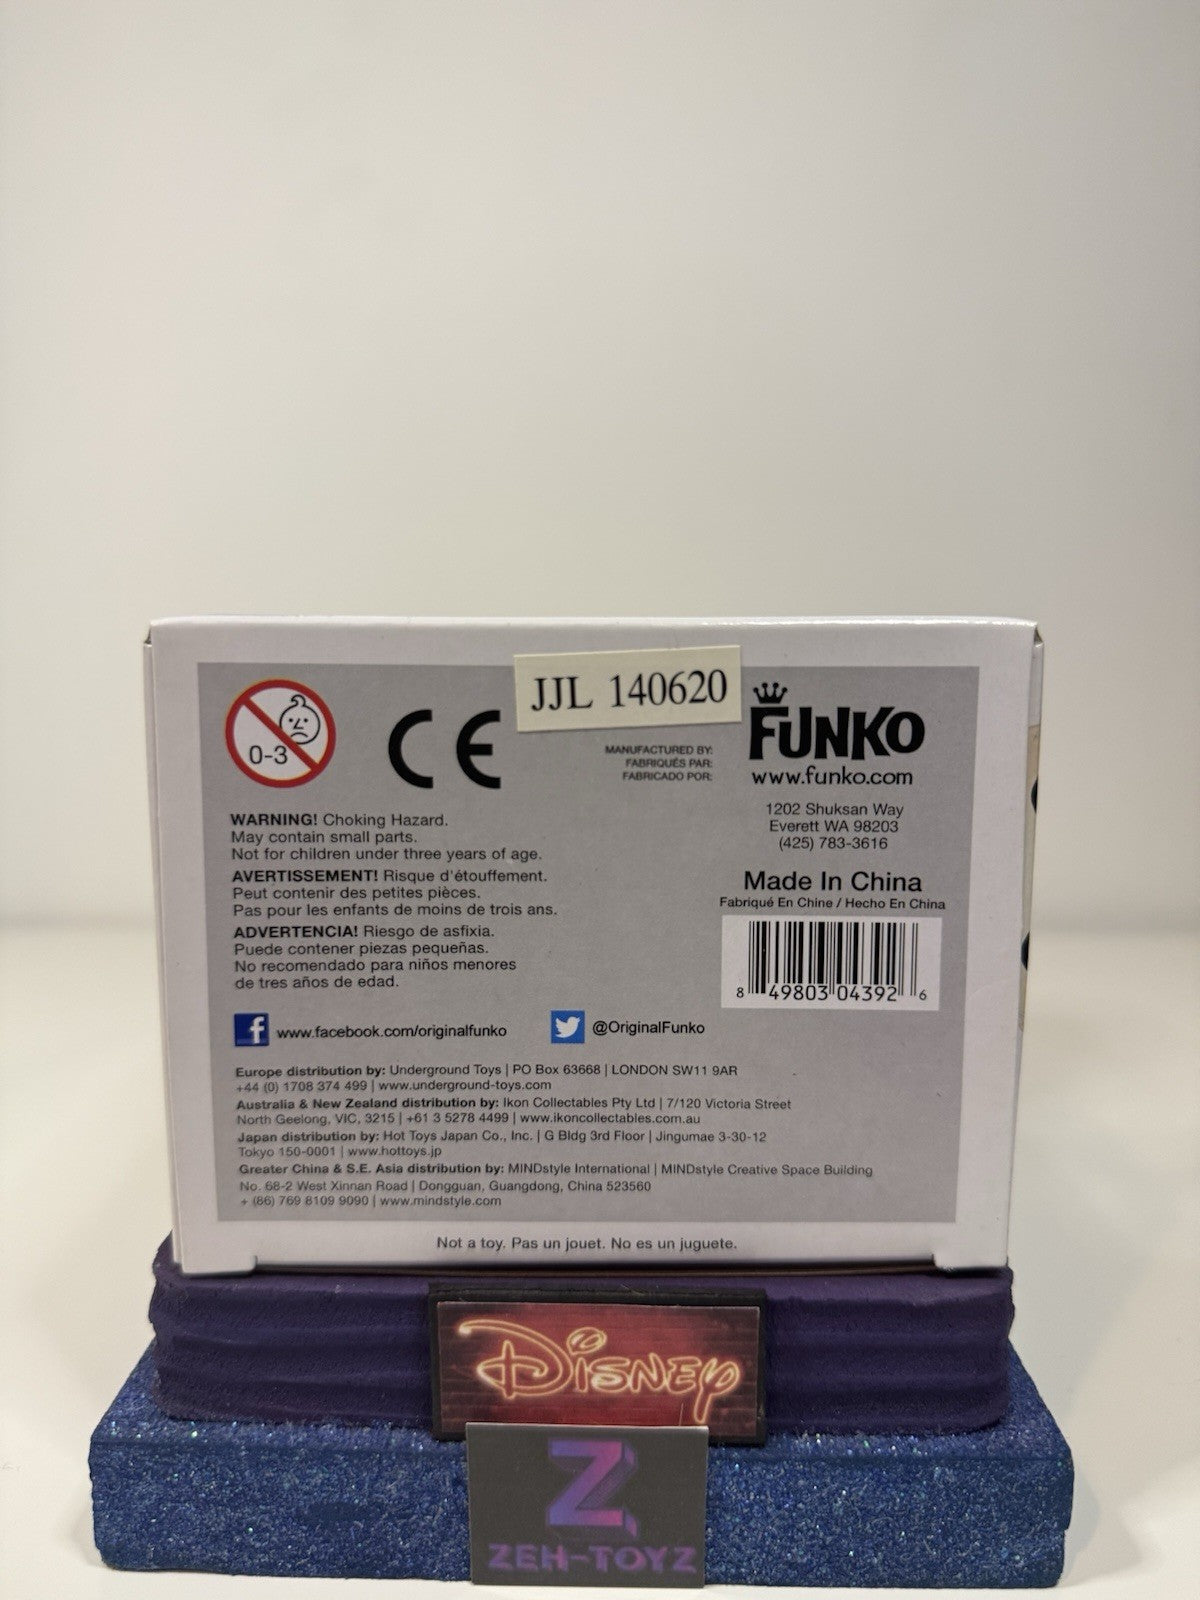 JJL 140620
0-3
CE
MANUFACTURED BY:
FABRIQUÉS PAR:
FABRICADO POR:
FUNKO
www.funko.com
1202 Shuksan Way
Everett WA 98203
(425) 783-3616
Made In China
Fabriqué En Chine / Hecho En China
8 49803 04392 6
WARNING! Choking Hazard.
May contain small parts.
Not for children under three years of age.
AVERTISSEMENT! Risque d'étouffement.
Peut contenir des petites pièces.
Pas pour les enfants de moins de trois ans.
ADVERTENCIA! Riesgo de asfixia.
Puede contener piezas pequeñas.
No recomendado para niños menores
de tres años de edad.
f www.facebook.com/originalfunko
@OriginalFunko
Europe distribution by: Underground Toys | PO Box 63668 | LONDON SW11 9AR
+44 (0) 1708 374 499 | www.underground-toys.com
Australia & New Zealand distribution by: Ikon Collectables Pty Ltd | 7/120 Victoria Street
North Geelong, VIC, 3215 | +61 3 5278 4499 | www.ikoncollectables.com.au
Japan distribution by: Hot Toys Japan Co., Inc. | G Bldg 3rd Floor | Jingumae 3-30-12
Tokyo 150-0001 | www.hottoys.jp
Greater China & S.E. Asia distribution by: MINDstyle International | MINDstyle Creative Space Building
No. 68-2 West Xinnan Road | Dongguan, Guangdong, China 523560
+ (86) 769 8109 9090 | www.mindstyle.com
Not a toy. Pas un jouet. No es un juguete.
Disney
Z
ZEH-TOYZ